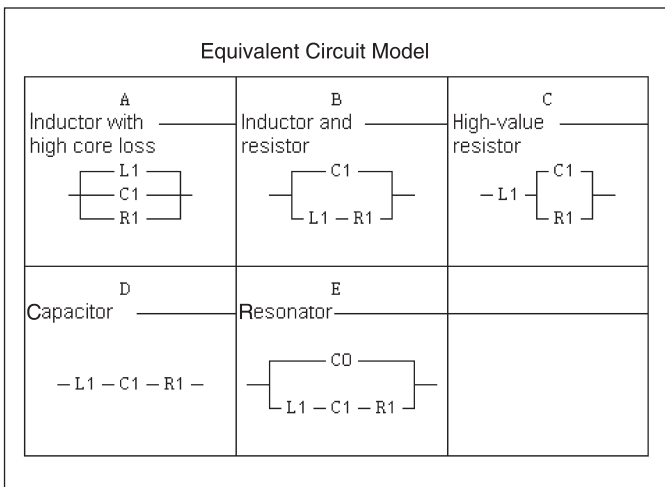 Equivalent Circuit Model
A
Inductor with
high core loss
L1
C1
R1
B
Inductor and
resistor
C1
L1 – R1
C
High-value
resistor
C1
– L1
R1
D
Capacitor
– L1 – C1 – R1 –
E
Resonator
C0
L1 – C1 – R1